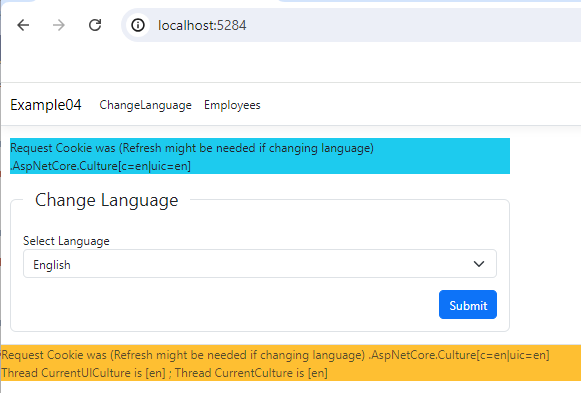 localhost:5284
Example04 ChangeLanguage Employees
Request Cookie was (Refresh might be needed if changing language)
.AspNetCore.Culture[c=en|uic=en]
Change Language
Select Language
English
Submit
Request Cookie was (Refresh might be needed if changing language) .AspNetCore.Culture[c=en|uic=en]
Thread CurrentUICulture is [en] ; Thread CurrentCulture is [en]